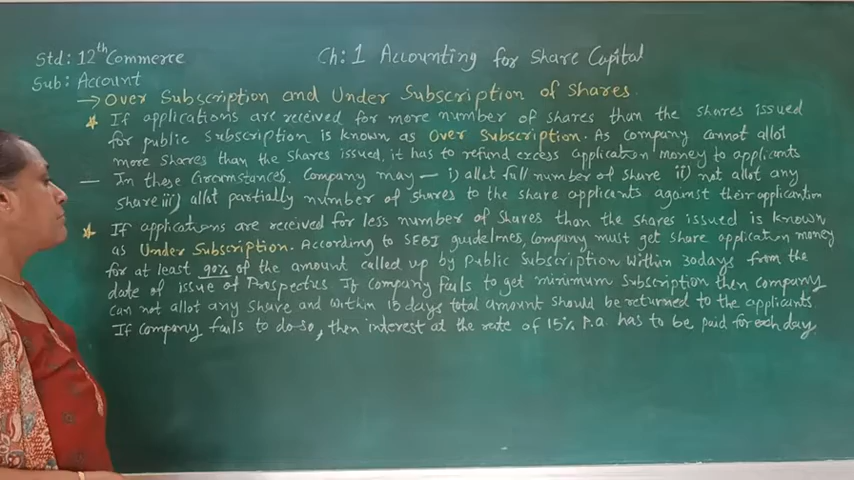 Std: 12th Commerce
Ch: 1 Accounting for Share Capital
Sub: Account
→ Over Subscription and Under Subscription of Shares.
★ If applications are received for more number of shares than the shares issued
for public subscription is known as Over Subscription. As company cannot allot
more shares than the shares issued, it has to refund excess application money to applicants
— In these Circumstances, Company may — i) allot full number of share ii) not allot any
share iii) allot partially number of shares to the share applicants against their application
★ If applications are received for less number of shares than the shares issued is known
as Under Subscription. According to SEBI guidelines, Company must get share application money
for at least 90% of the amount called up by Public Subscription within 30 days from the
date of issue of Prospectus If Company fails to get minimum Subscription then company
can not allot any share and within 15 days total amount should be returned to the applicants
If Company fails to do so, then interest at the rate of 15% P.a. has to be paid for each day.